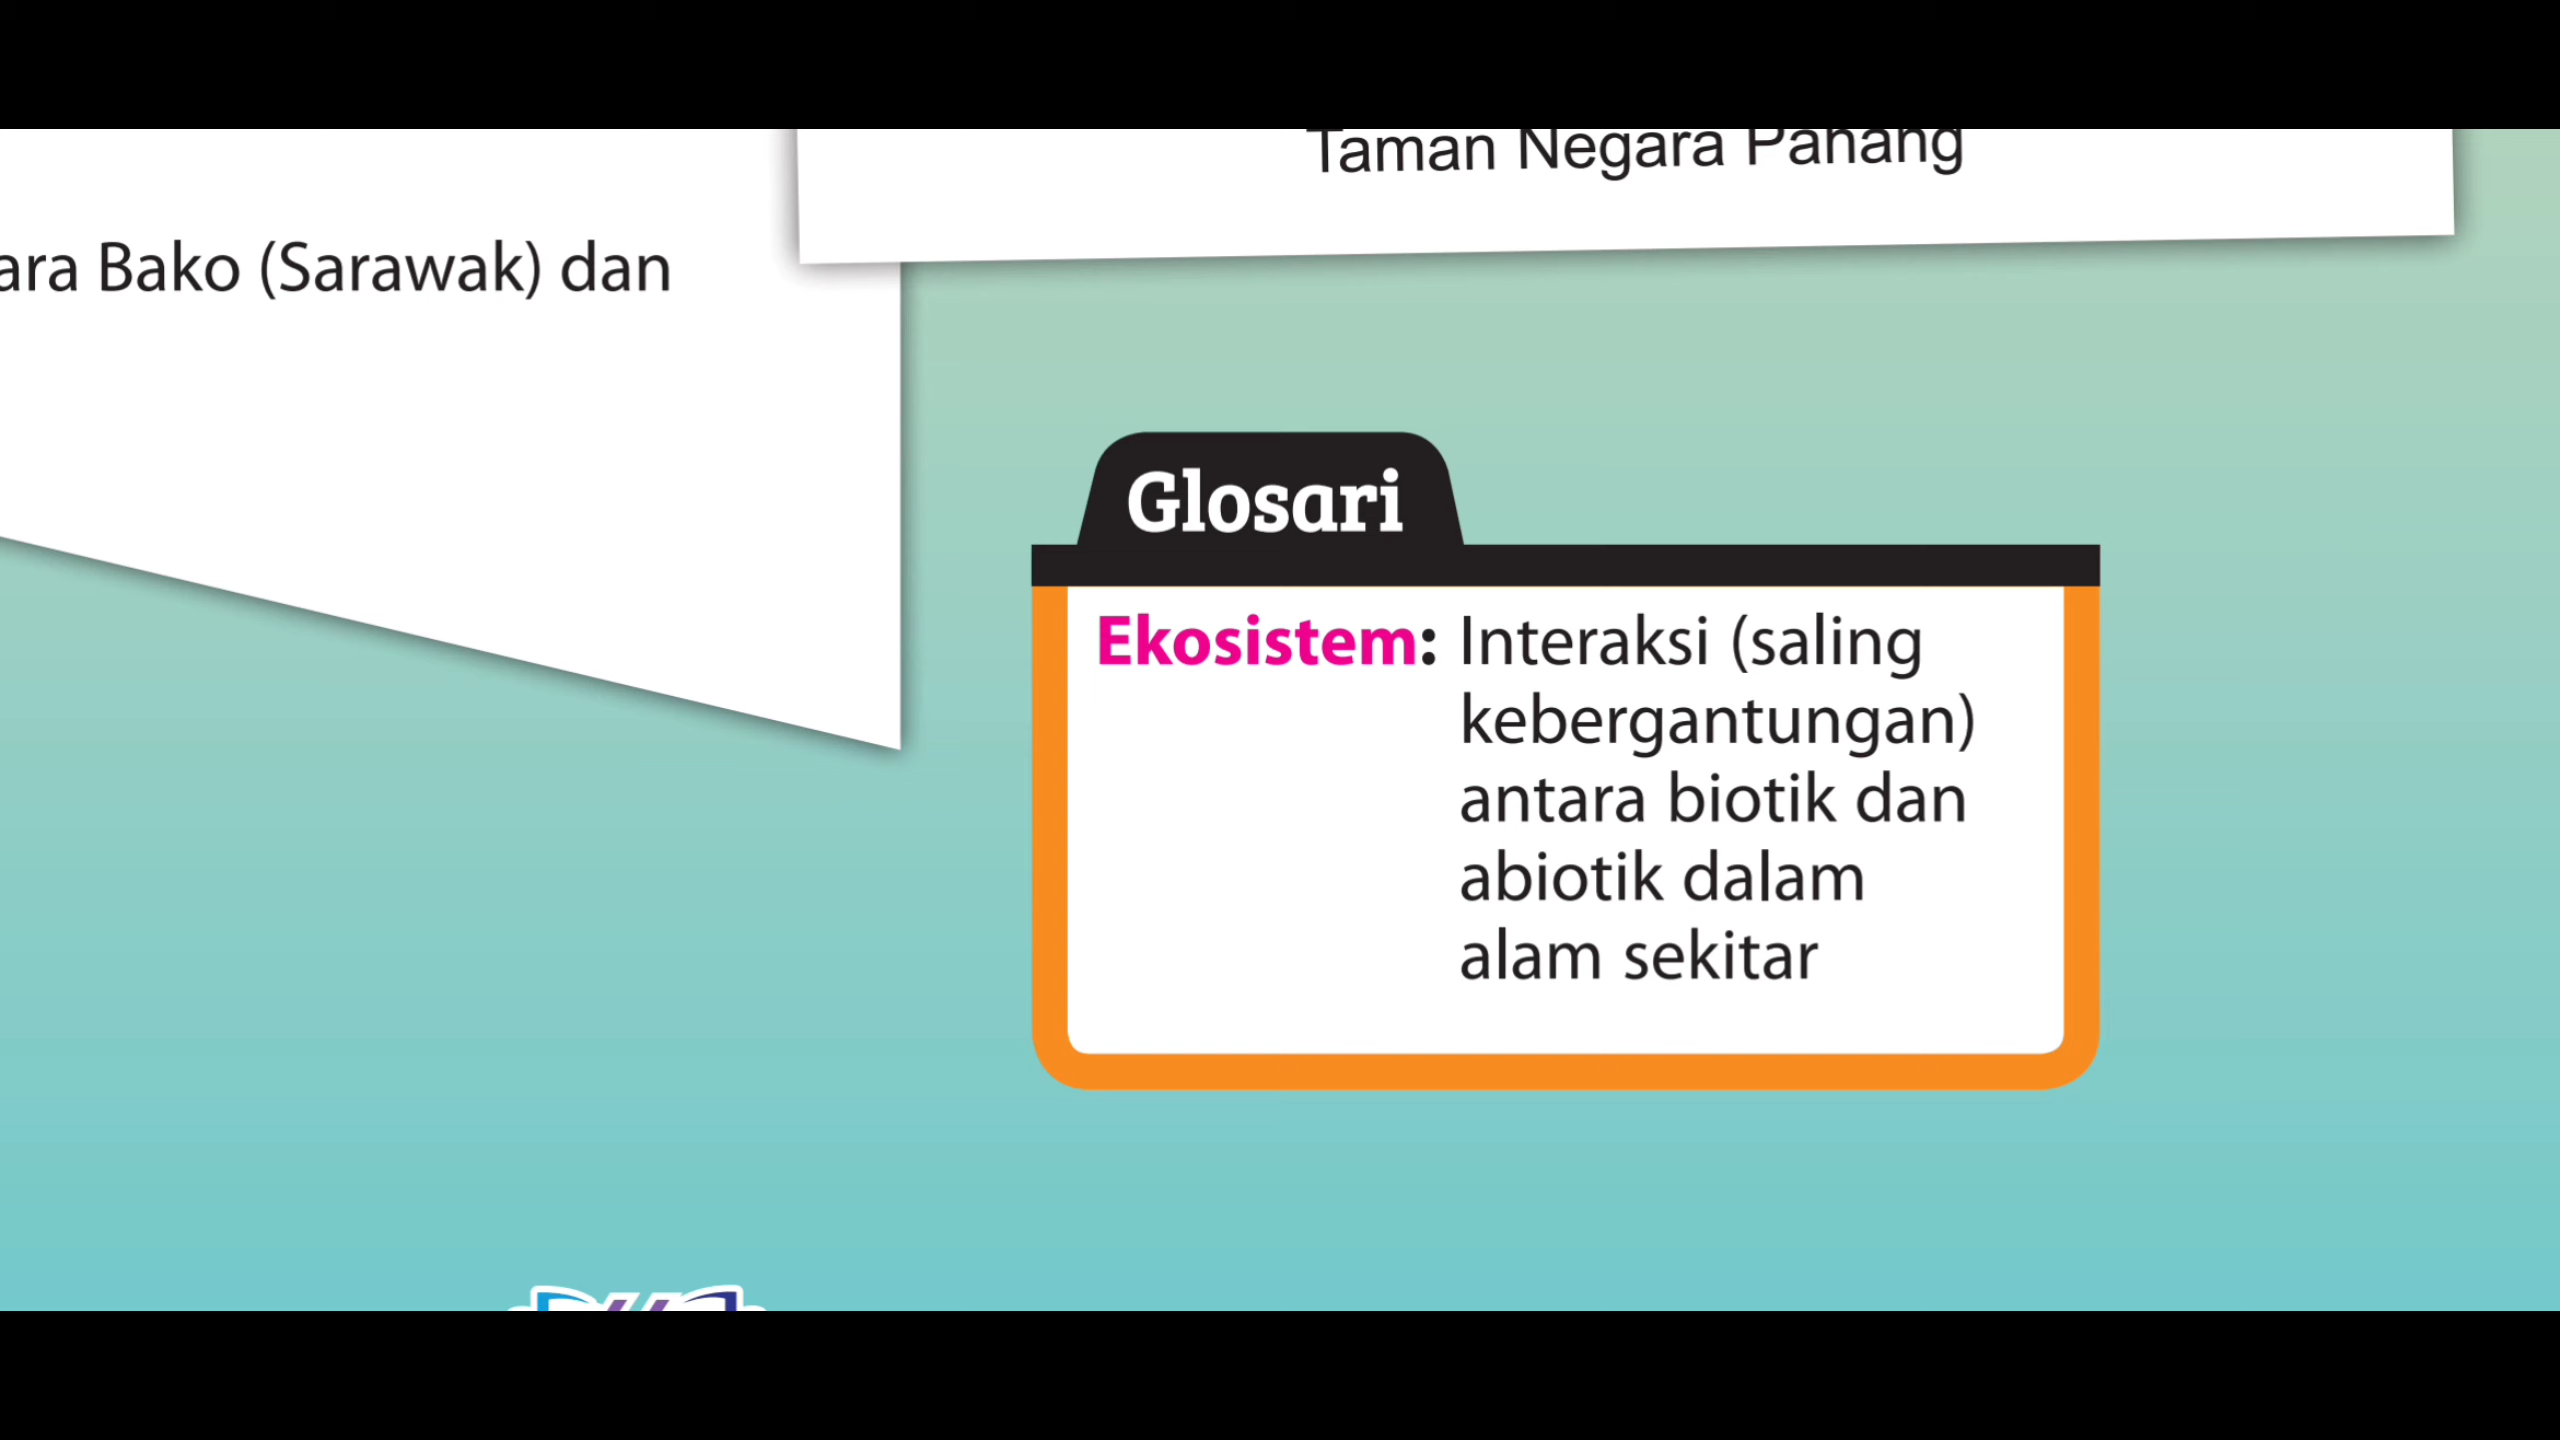 Taman Negara Pahang
ara Bako (Sarawak) dan
Glosari
Ekosistem: Interaksi (saling
kebergantungan)
antara biotik dan
abiotik dalam
alam sekitar